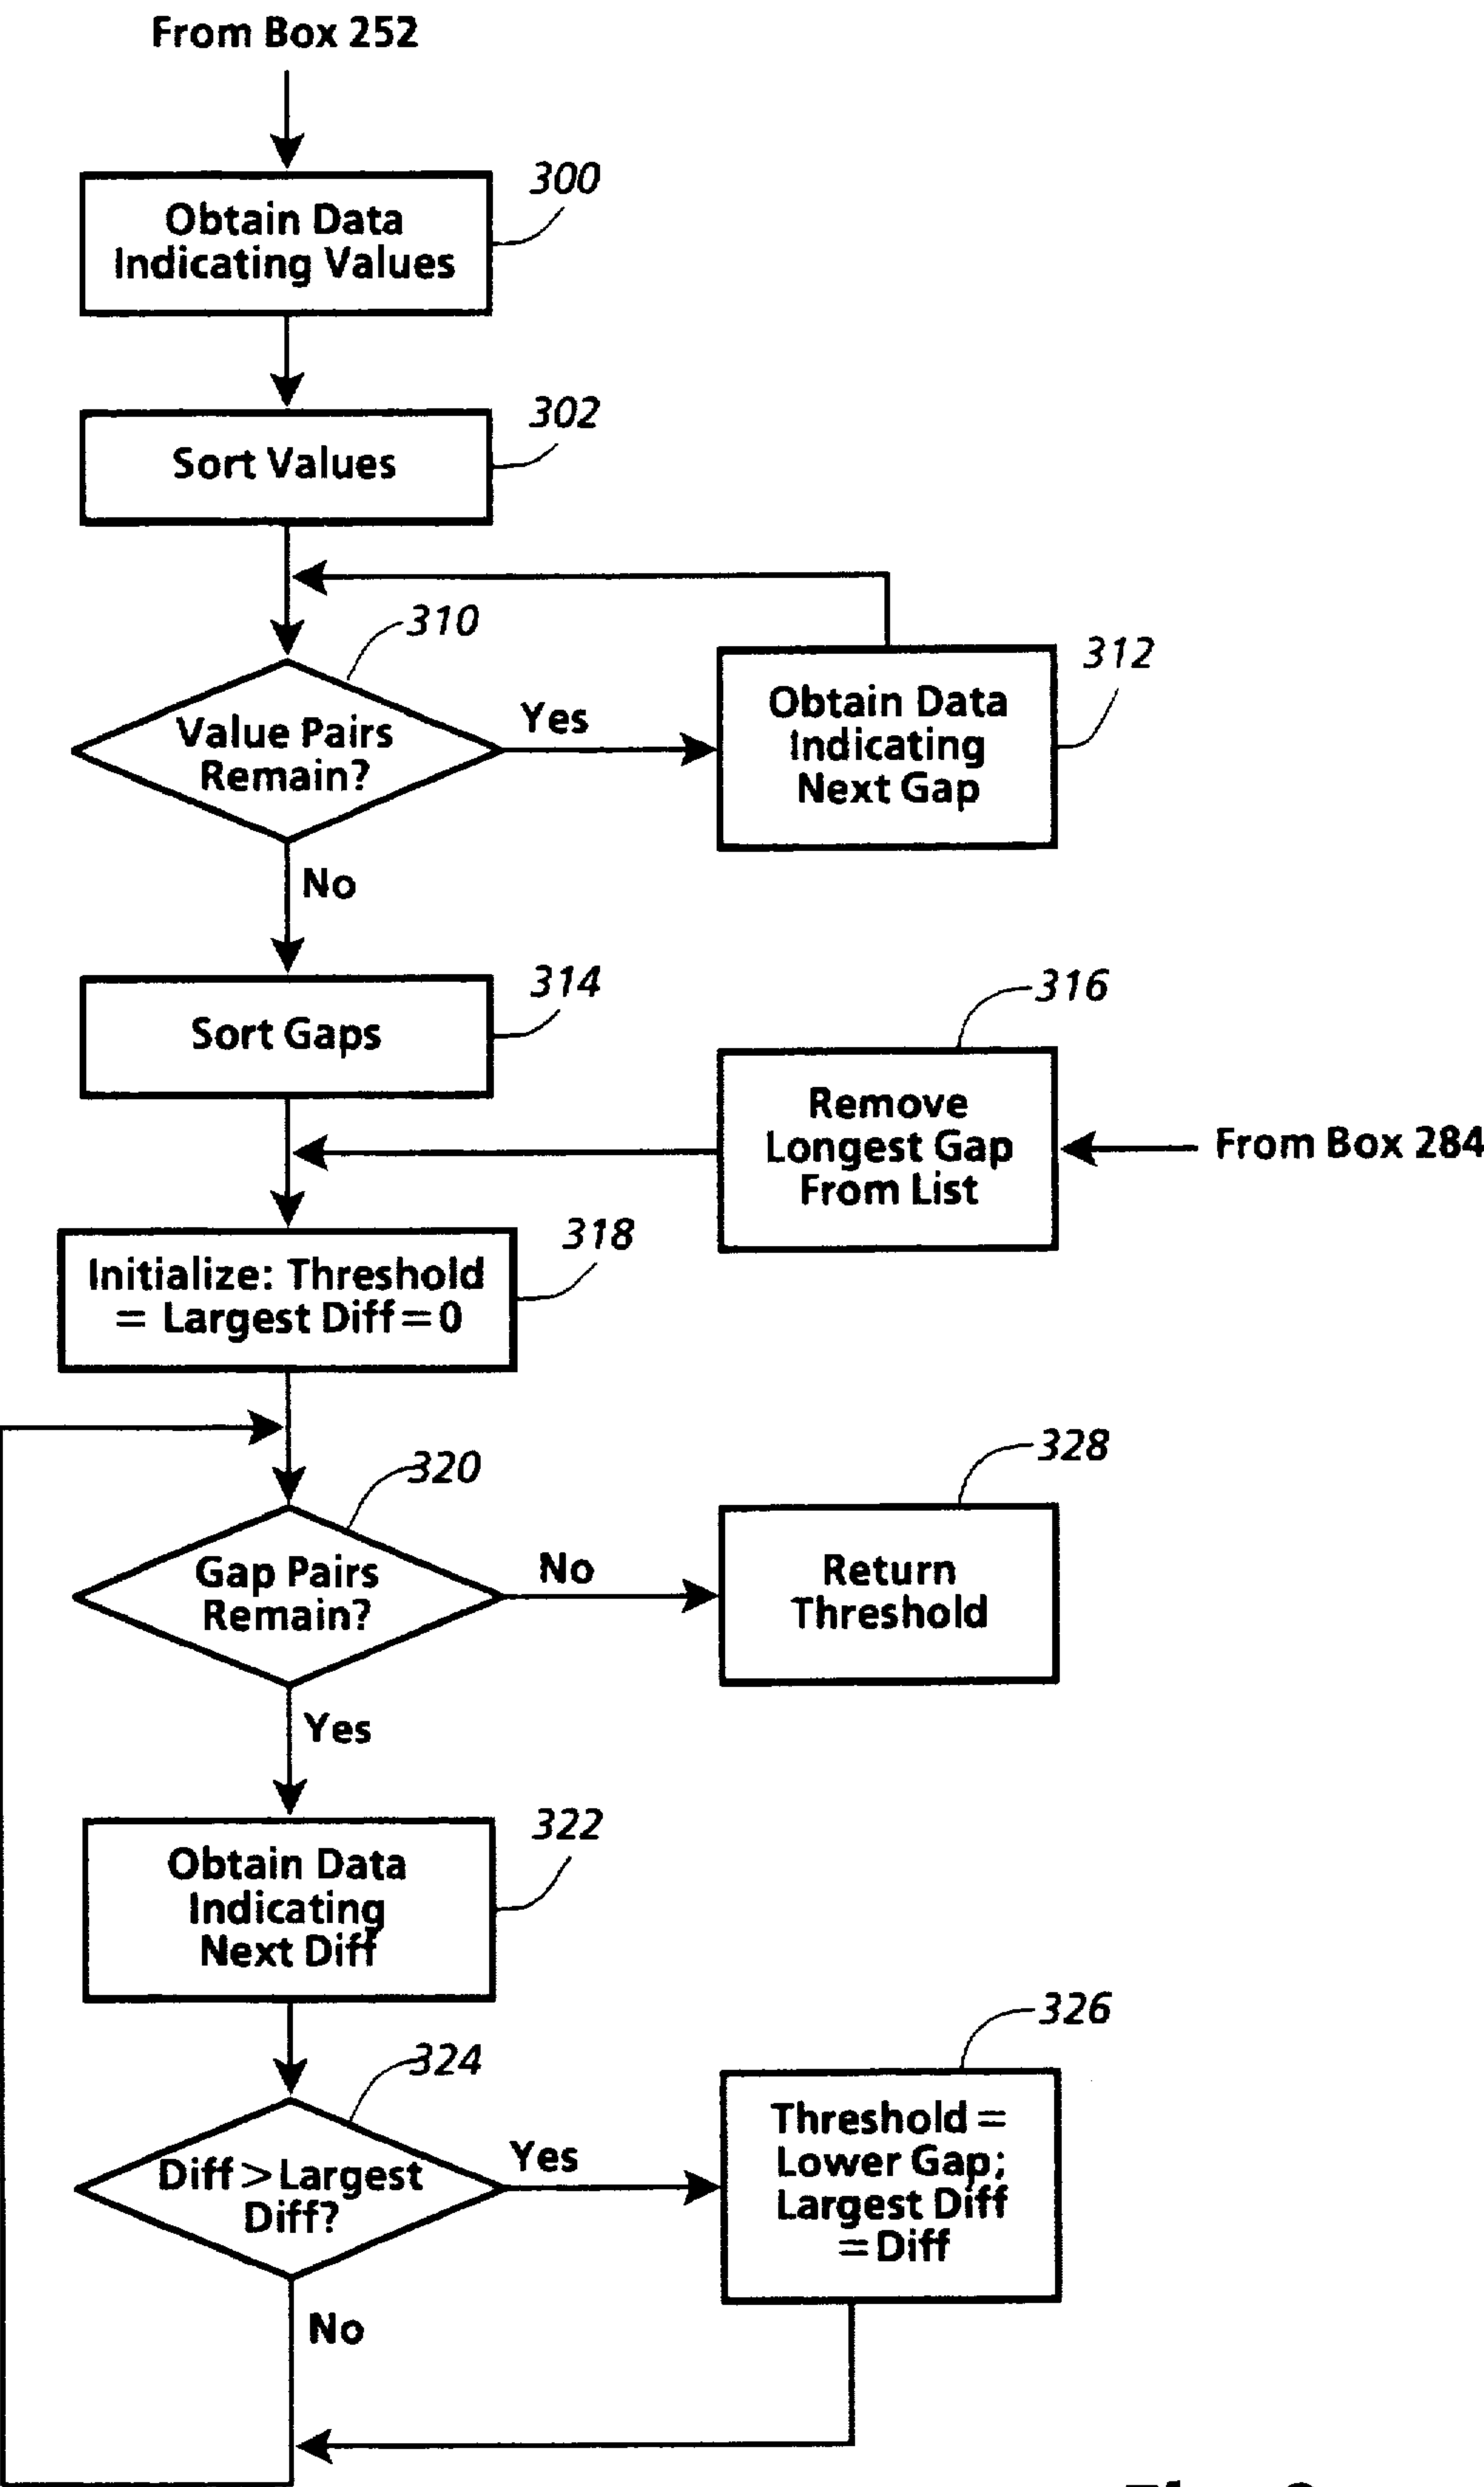 From Box 252
300
Obtain Data
Indicating Values
302
Sort Values
310
Value Pairs
Remain?
Yes
312
Obtain Data
Indicating
Next Gap
No
314
Sort Gaps
316
Remove
Longest Gap
From List
From Box 284
318
Initialize: Threshold
= Largest Diff = 0
320
Gap Pairs
Remain?
No
328
Return
Threshold
Yes
322
Obtain Data
Indicating
Next Diff
324
Diff > Largest
Diff?
Yes
326
Threshold =
Lower Gap;
Largest Diff
= Diff
No